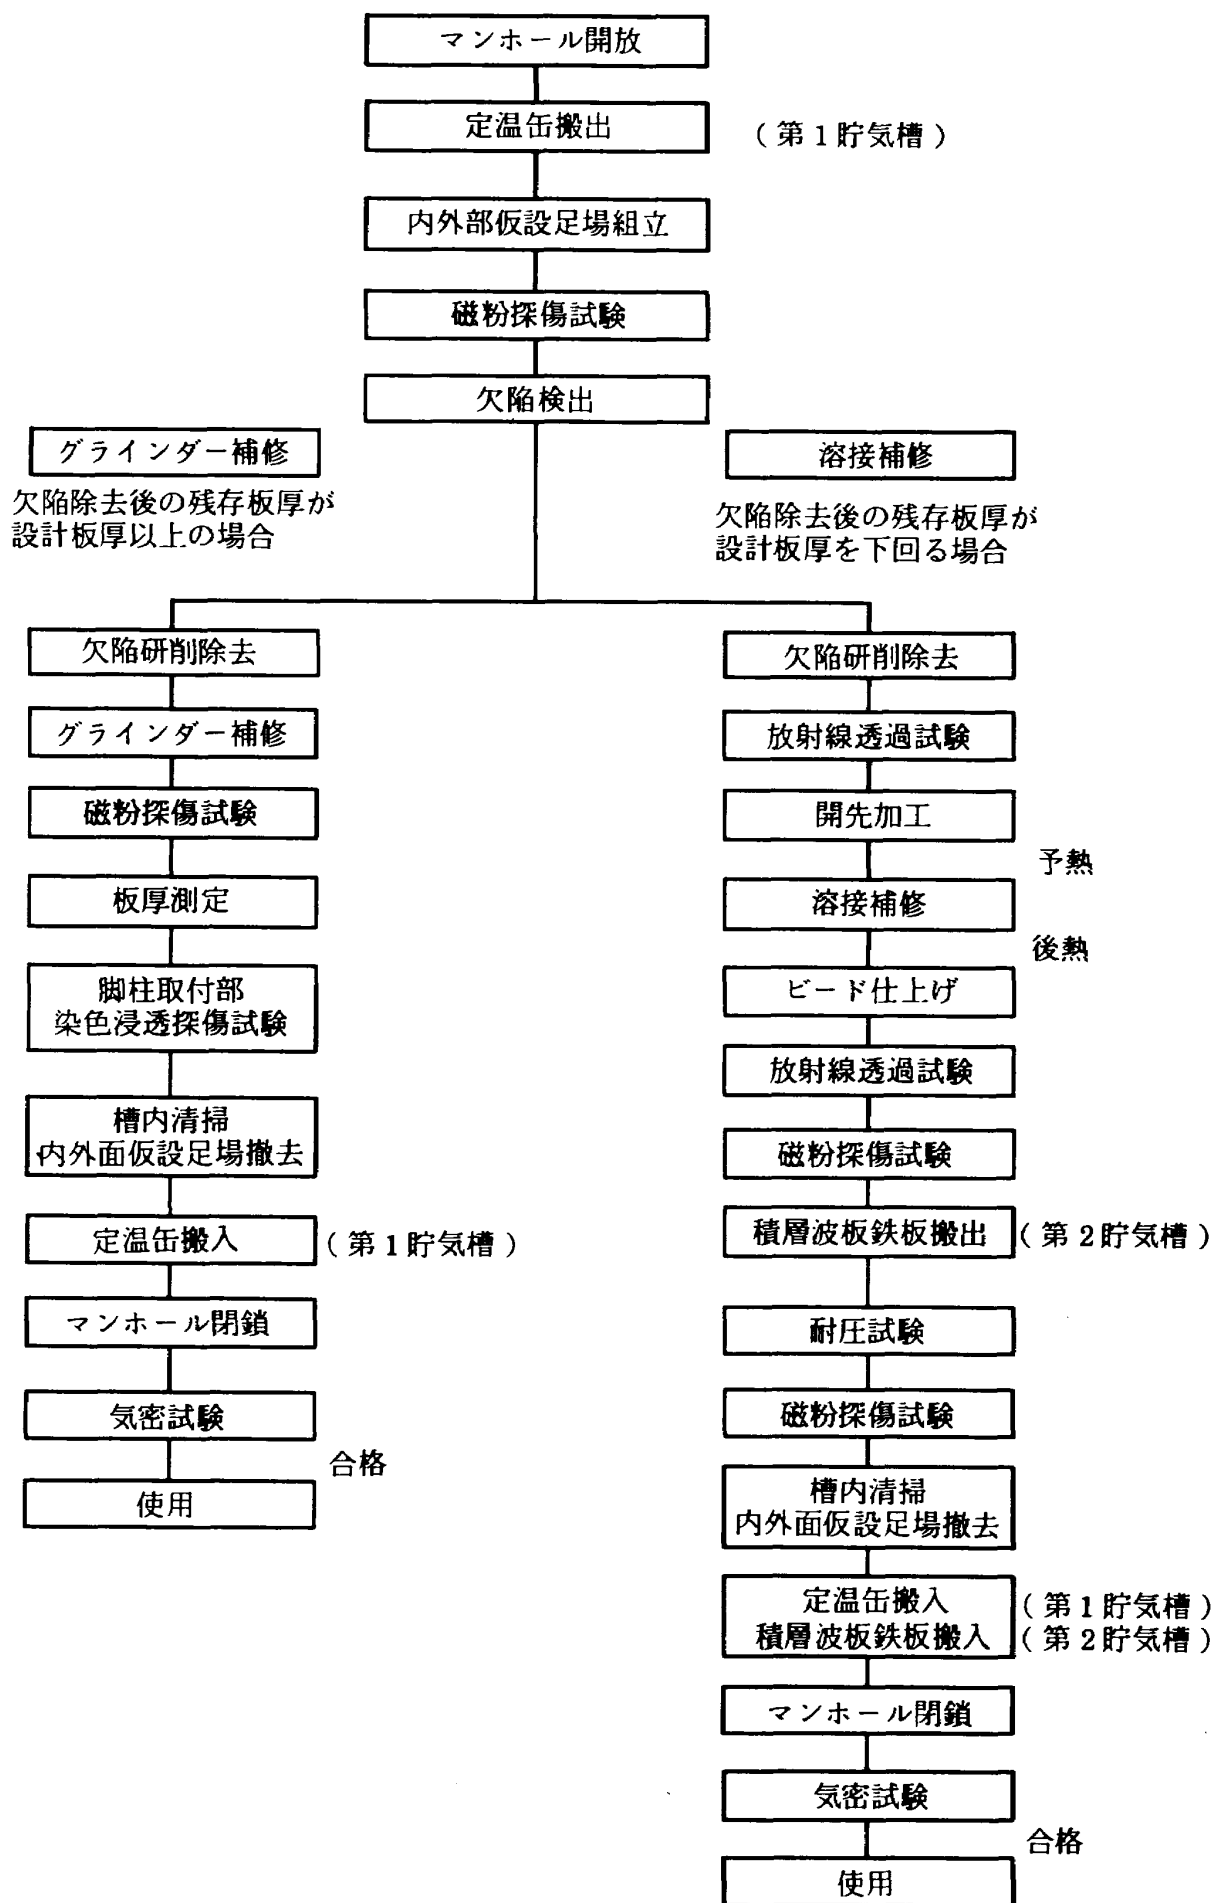 マンホール開放
定温缶搬出
(第1貯気槽)
内外部仮設足場組立
磁粉探傷試験
欠陥検出
グラインダー補修
欠陥除去後の残存板厚が
設計板厚以上の場合
溶接補修
欠陥除去後の残存板厚が
設計板厚を下回る場合
欠陥研削除去
グラインダー補修
磁粉探傷試験
板厚測定
脚柱取付部
染色浸透探傷試験
槽内清掃
内外面仮設足場撤去
定温缶搬入
(第1貯気槽)
マンホール閉鎖
気密試験
合格
使用
欠陥研削除去
放射線透過試験
開先加工
予熱
溶接補修
後熱
ビード仕上げ
放射線透過試験
磁粉探傷試験
積層波板鉄板搬出
(第2貯気槽)
耐圧試験
磁粉探傷試験
槽内清掃
内外面仮設足場撤去
定温缶搬入
(第1貯気槽)
積層波板鉄板搬入
(第2貯気槽)
マンホール閉鎖
気密試験
合格
使用